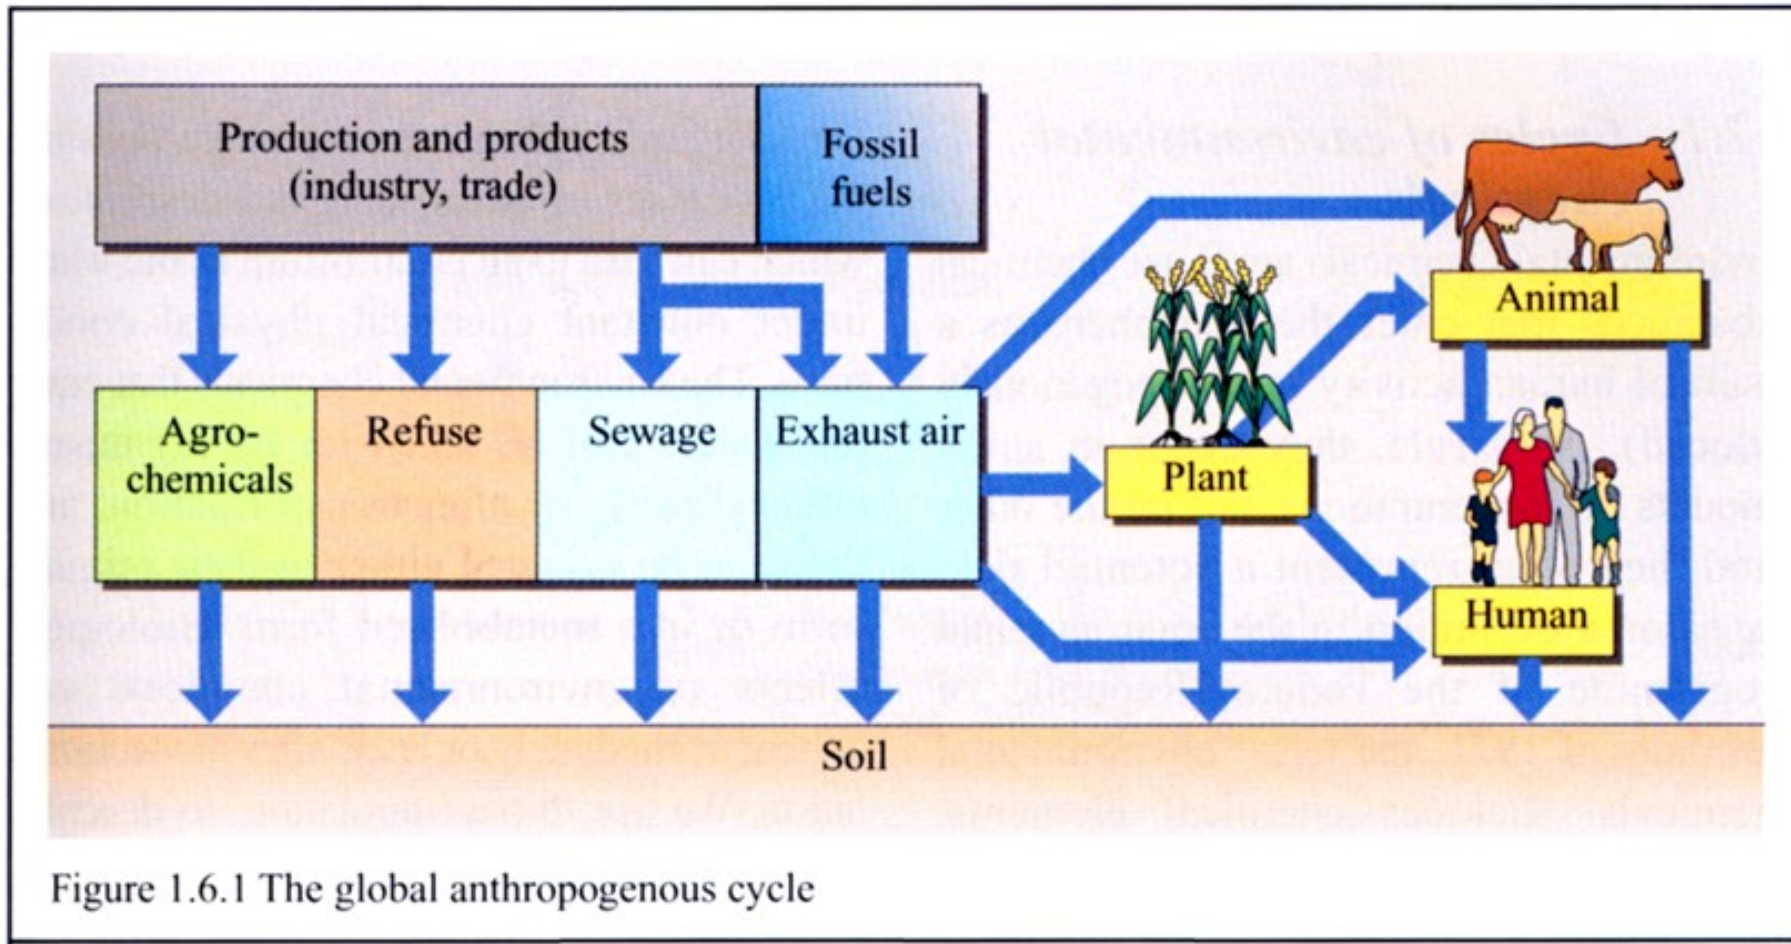 Production and products
(industry, trade)
Fossil
fuels
Agro-
chemicals
Refuse
Sewage
Exhaust air
Plant
Animal
Human
Soil
Figure 1.6.1 The global anthropogenous cycle